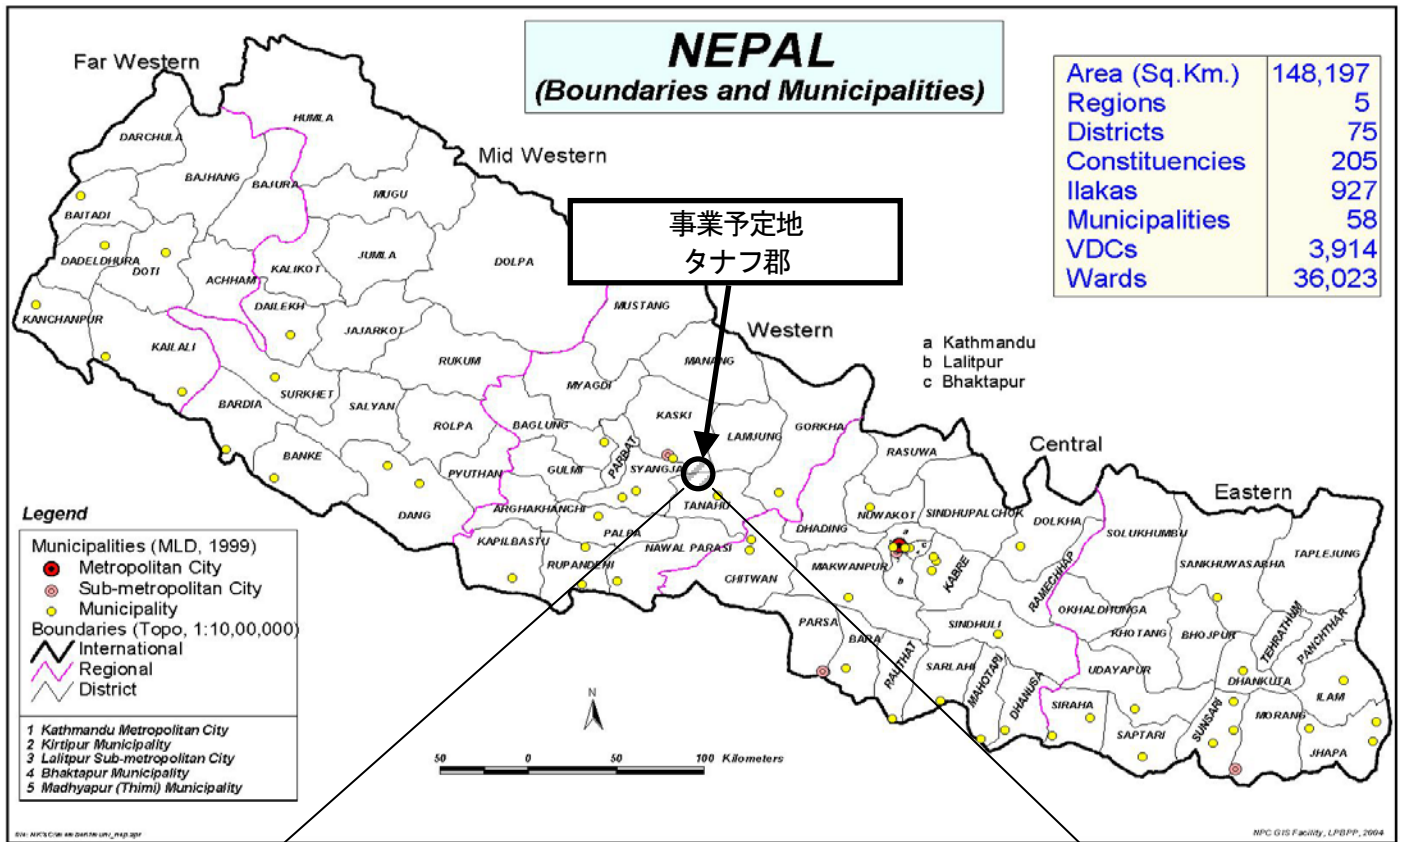 NEPAL
(Boundaries and Municipalities)
Area (Sq.Km.) 148,197
Regions 5
Districts 75
Constituencies 205
Ilakas 927
Municipalities 58
VDCs 3,914
Wards 36,023
Far Western
Mid Western
Western
Central
Eastern
事業予定地
タナフ郡
a Kathmandu
b Lalitpur
c Bhaktapur
DARCHULA
HUMLA
BAJHANG
BAJURA
MUGU
BAITADI
DADELDHURA
DOTI
ACHHAM
KALIKOT
JUMLA
DOLPA
KANCHANPUR
KAILALI
DAILEKH
JAJARKOT
MUSTANG
RUKUM
MANANG
MYAGDI
BARDIA
SURKHET
SALYAN
ROLPA
BAGLUNG
PARBAT
KASKI
LAMJUNG
GORKHA
BANKE
PYUTHAN
GULMI
SYANGJA
TANAHU
RASUWA
DANG
ARGHAKHANCHI
PALPA
NAWAL PARASI
DHADING
NUWAKOT
SINDHUPALCHOK
DOLKHA
SOLUKHUMBU
TAPLEJUNG
SANKHUWASABHA
KAPILBASTU
RUPANDEHI
CHITWAN
MAKWANPUR
a
c
b
KABRE
RAMECHHAP
OKHALDHUNGA
KHOTANG
BHOJPUR
TEHRATHUM
PANCHTHAR
PARSA
BARA
RAUTHAT
SARLAHI
SINDHULI
MAHOTARI
DHANUSA
UDAYAPUR
DHANKUTA
ILAM
SIRAHA
SAPTARI
SUNSARI
MORANG
JHAPA
Legend
Municipalities (MLD, 1999)
Metropolitan City
Sub-metropolitan City
Municipality
Boundaries (Topo, 1:10,00,000)
International
Regional
District
1 Kathmandu Metropolitan City
2 Kirtipur Municipality
3 Lalitpur Sub-metropolitan City
4 Bhaktapur Municipality
5 Madhyapur (Thimi) Municipality
N
50 0 50 100 Kilometers
NPC GIS Facility, LPBPP, 2004